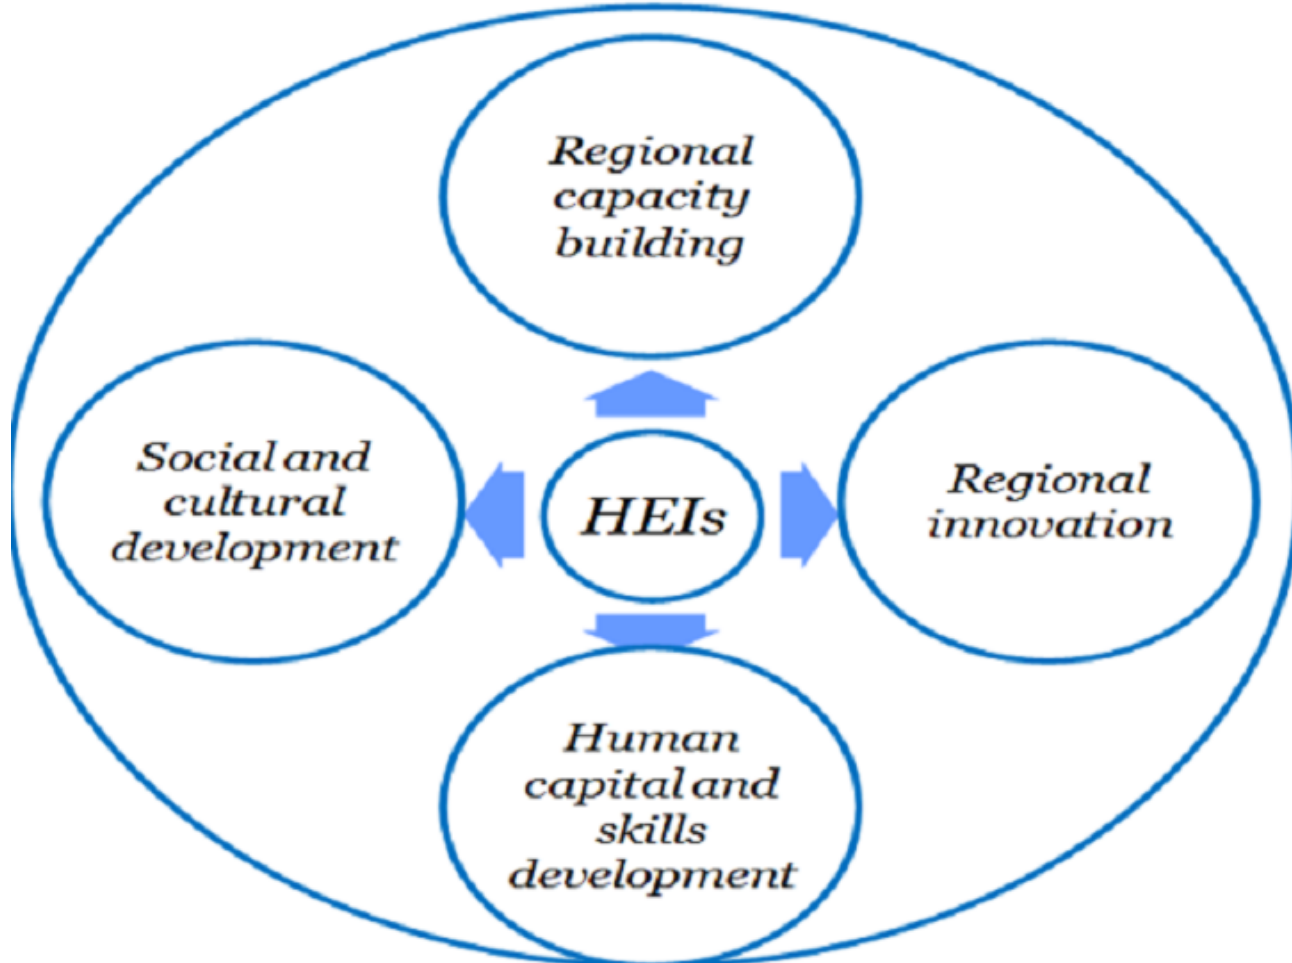 Regional
capacity
building
Social and
cultural
development
HEIs
Regional
innovation
Human
capital and
skills
development